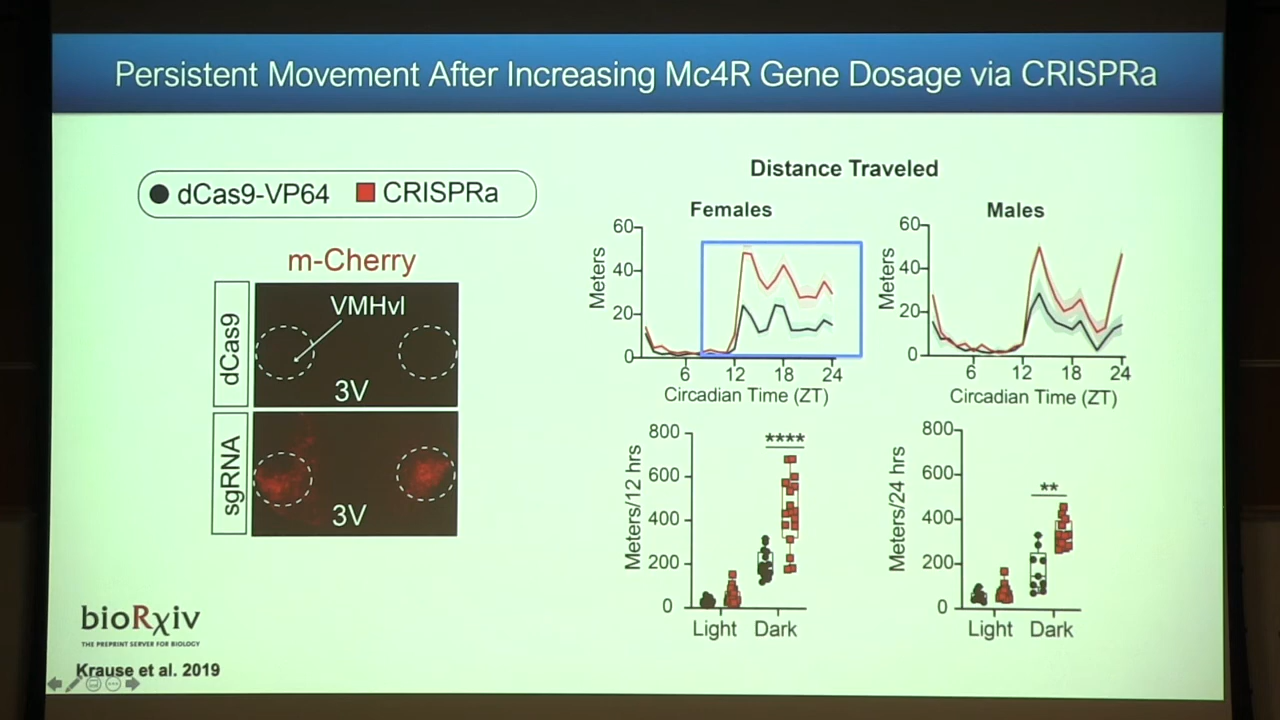 Persistent Movement After Increasing Mc4R Gene Dosage via CRISPRa
dCas9-VP64 CRISPRa
m-Cherry
dCas9
VMHvl
3V
sgRNA
3V
Distance Traveled
Females
Meters
60
40
20
0
6 12 18 24
Circadian Time (ZT)
Males
Meters
60
40
20
0
6 12 18 24
Circadian Time (ZT)
Meters/12 hrs
800
600
400
200
0
****
Light Dark
Meters/24 hrs
800
600
400
200
0
**
Light Dark
bioRχiv
THE PREPRINT SERVER FOR BIOLOGY
Krause et al. 2019